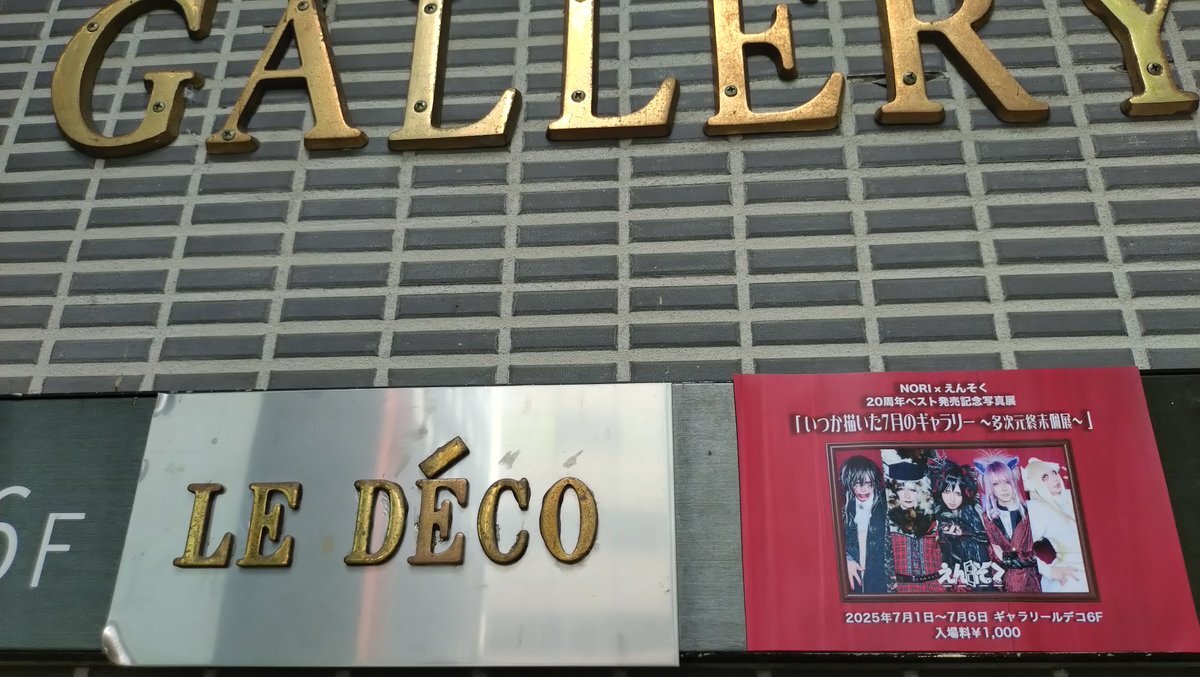 GALLERY
6F
LE DÉCO
NORI × えんそく
20周年ベスト発売記念写真展
「いつか描いた7月のギャラリー ～多次元終末個展～」
えんそく
2025年7月1日～7月6日 ギャラリールデコ6F
入場料¥1,000